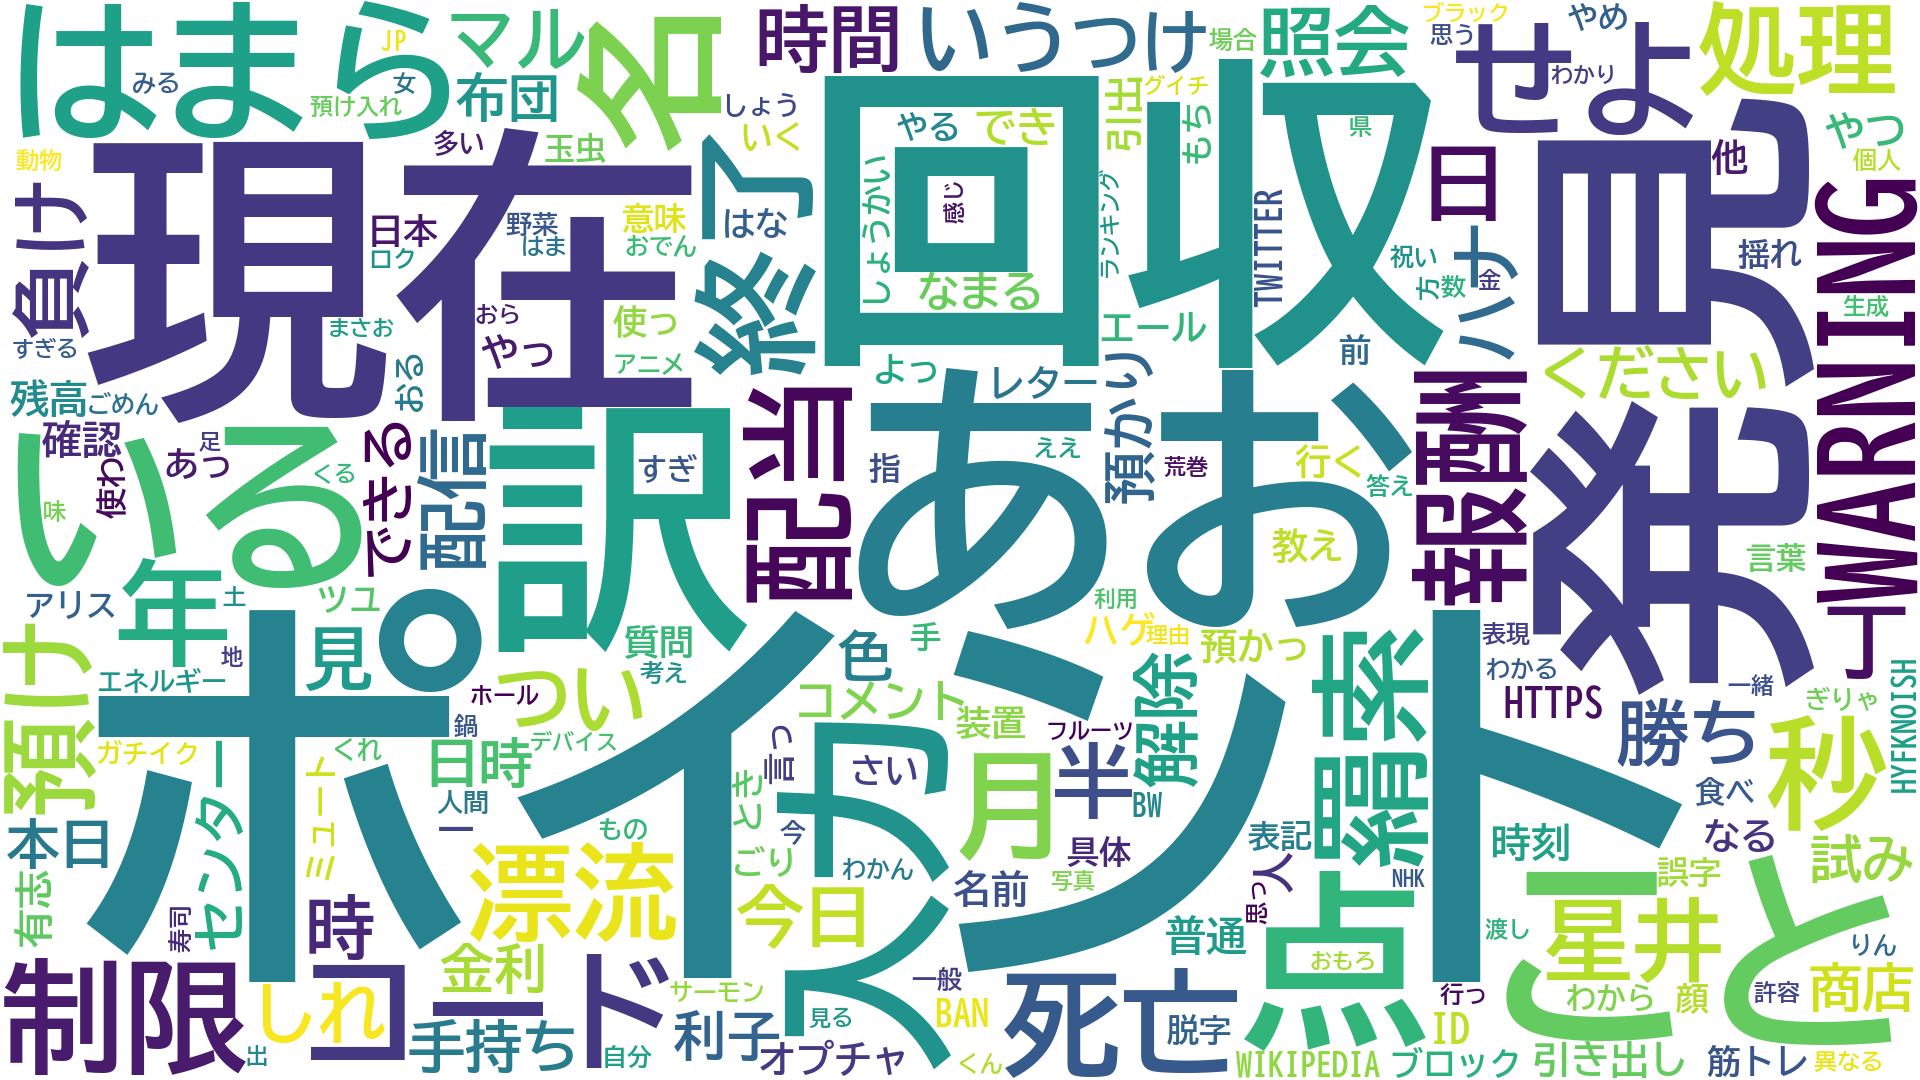 はまら
マル
布団
名
時間
いうつけ
照会
せよ
処理
JP
女
みる
預け入れ
ブラック
思う
やめ
わかり
場合
グイチ
しょう
いく
やる
でき
引出
もち
県
動物
多い
玉虫
現在
回収
発見
口
他
やつ
個人
WARNING
負け
日本
ロク
野菜
はま
意味
おでん
終了
はな
しょうかい
感じ
なまる
ランキング
TWITTER
祝い
方
数
金
ハナ
揺れ
生成
すぎる
まさお
おら
やっ
使っ
アニメ
エール
前
ください
残高
ごめん
おる
よっ
レター
預かり
報酬
確認
あっ
足
使わ
くる
できる
配信
訳
すぎ
配当
あお
指
ええ
荒巻
行く
答え
教え
言葉
いる
味
年
アリス
土
ツユ
質問
考え
色
手
利用
ハゲ
理由
預かっ
表現
わかる
一緒
預け
地
エネルギー
見
ポイント
。
ホール
つい
コメント
装置
フルーツ
解除
BW
羂索
HTTPS
勝ち
ぎりゃ
HYFKNOISH
秒
ガチイク
くれ
鍋
日時
デバイス
言っ
さい
月
半
人間
一
ミュート
センター
本日
もの
きっ
ごり
今
わかん
具体
写真
名前
表記
人
思っ
NHK
時刻
食べ
なる
誤字
試み
有志
寿司
時
漂流
今日
スカ
普通
点
渡し
星井
こと
りん
制限
コード
しれ
金利
手持ち
出
自分
サーモン
利子
オプチャ
見る
一般
BAN
くん
死亡
脱字
おもろ
WIKIPEDIA
ブロック
行っ
ID
引き出し
わから
顔
筋トレ
許容
商店
異なる